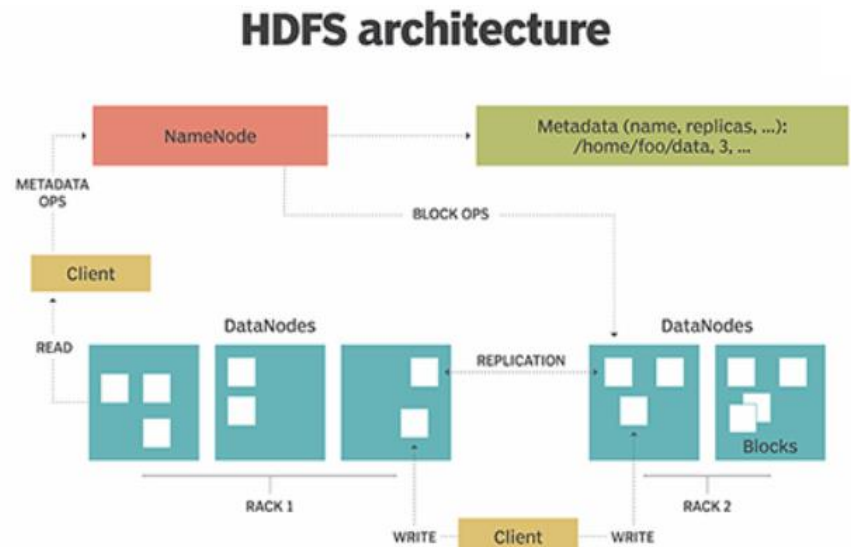 HDFS architecture
NameNode
Metadata (name, replicas, ...):
/home/foo/data, 3, ...
METADATA
OPS
BLOCK OPS
Client
DataNodes
DataNodes
READ
REPLICATION
Blocks
RACK 1
RACK 2
WRITE
Client
WRITE